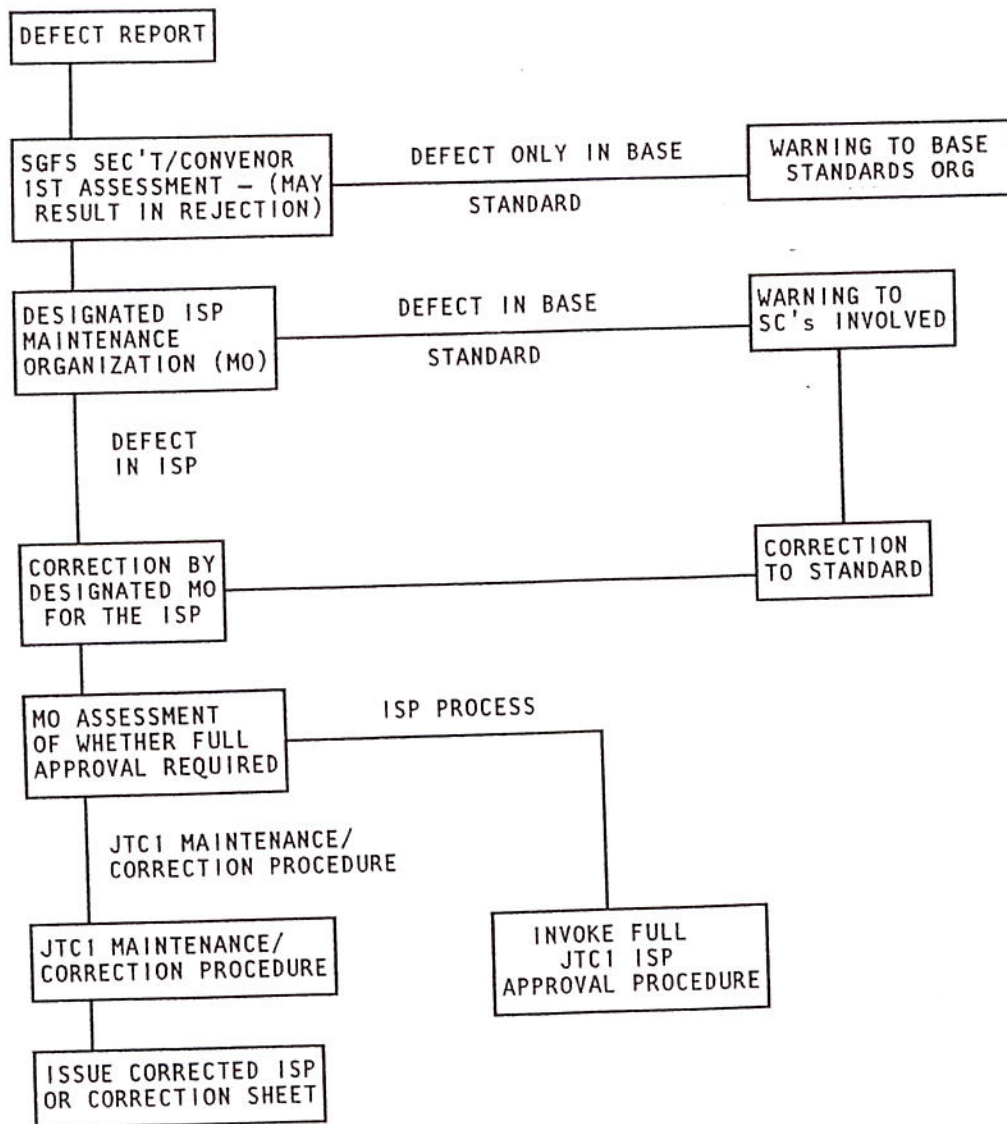 DEFECT REPORT
SGFS SEC'T/CONVENOR
1ST ASSESSMENT – (MAY
RESULT IN REJECTION)
DEFECT ONLY IN BASE
STANDARD
WARNING TO BASE
STANDARDS ORG
DESIGNATED ISP
MAINTENANCE
ORGANIZATION (MO)
DEFECT IN BASE
STANDARD
WARNING TO
SC's INVOLVED
DEFECT
IN ISP
CORRECTION BY
DESIGNATED MO
FOR THE ISP
CORRECTION
TO STANDARD
MO ASSESSMENT
OF WHETHER FULL
APPROVAL REQUIRED
ISP PROCESS
JTC1 MAINTENANCE/
CORRECTION PROCEDURE
JTC1 MAINTENANCE/
CORRECTION PROCEDURE
INVOKE FULL
JTC1 ISP
APPROVAL PROCEDURE
ISSUE CORRECTED ISP
OR CORRECTION SHEET